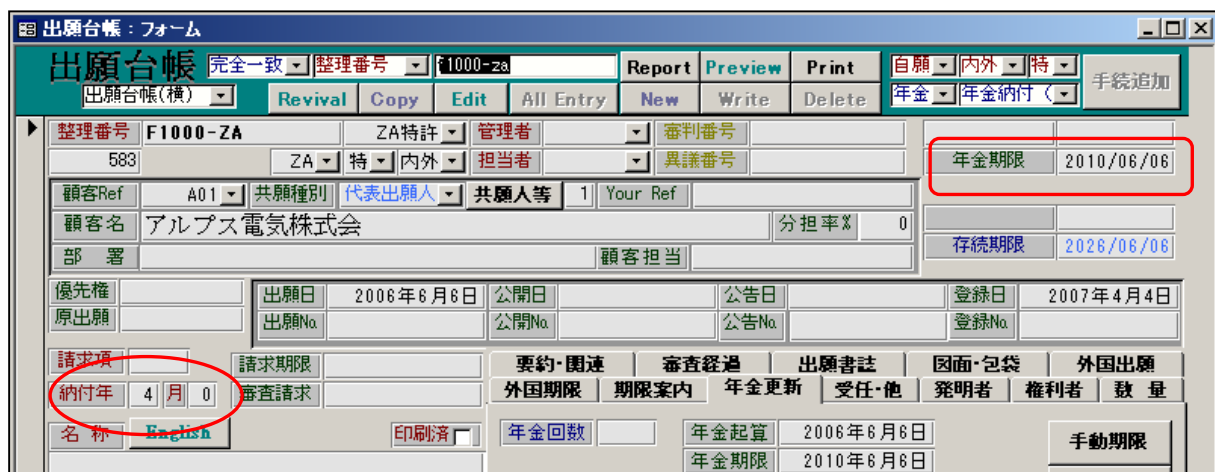 出願台帳：フォーム
出願台帳 完全一致 整理番号 f1000-za Report Preview Print 自願 内外 特 手続追加
出願台帳(横) Revival Copy Edit All Entry New Write Delete 年金 年金納付（
整理番号 F1000-ZA ZA特許 管理者 審判番号
583 ZA 特 内外 担当者 異議番号 年金期限 2010/06/06
顧客Ref A01 共願種別 代表出願人 共願人等 1 Your Ref
顧客名 アルプス電気株式会 分担率% 0
部 署 顧客担当 存続期限 2026/06/06
優先権 出願日 2006年6月6日 公開日 公告日 登録日 2007年4月4日
原出願 出願No. 公開No. 公告No. 登録No.
請求項 請求期限 要約・関連 審査経過 出願書誌 図面・包袋 外国出願
納付年 4 月 0 審査請求 外国期限 期限案内 年金更新 受任・他 発明者 権利者 数 量
名 称 English 印刷済 年金回数 年金起算 2006年6月6日 手動期限
年金期限 2010年6月6日